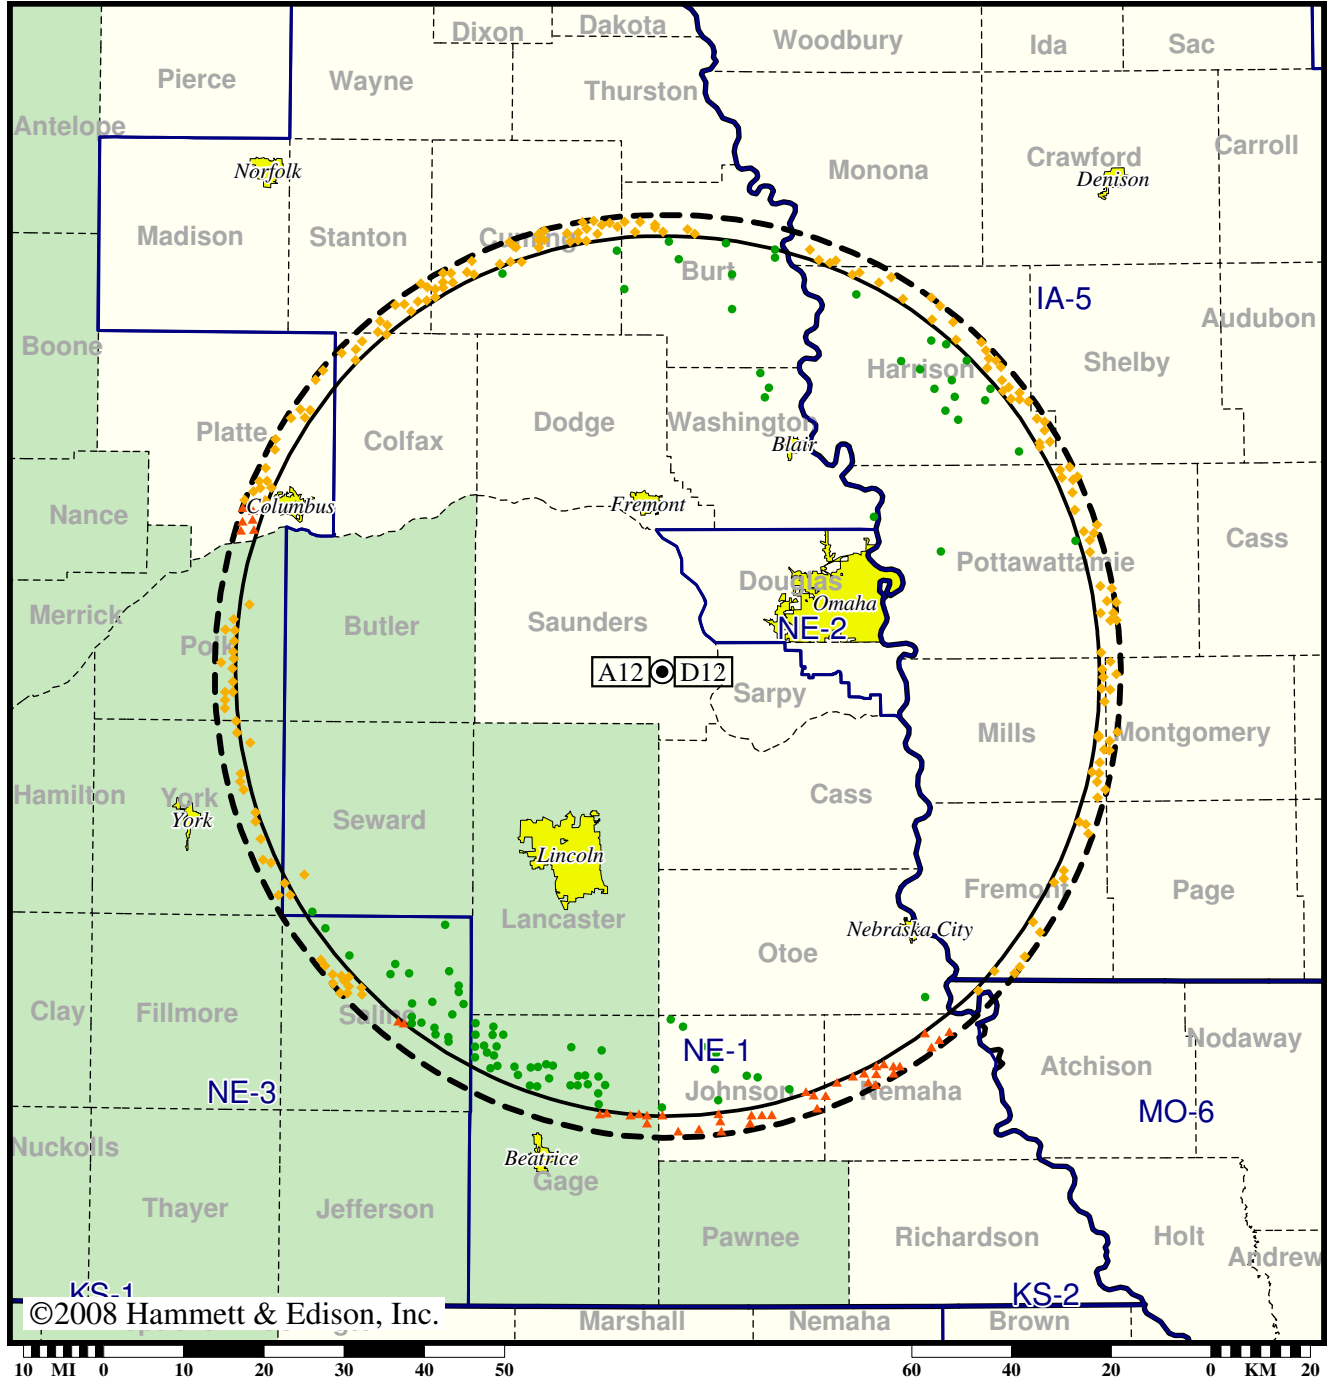 Dixon
Dakota
Woodbury
Ida
Sac
Pierce
Wayne
Thurston
Antelope
Norfolk
Monona
Crawford
Denison
Carroll
Madison
Stanton
Cuming
Burt
IA-5
Boone
Audubon
Shelby
Harrison
Platte
Colfax
Dodge
Washington
Blair
Nance
Columbus
Fremont
Pottawattamie
Cass
Merrick
Polk
Butler
Saunders
Douglas
Omaha
NE-2
A12
D12
Sarpy
Mills
Montgomery
Hamilton
York
York
Seward
Lincoln
Cass
Lancaster
Fremont
Page
Nebraska City
Otoe
Clay
Fillmore
Saline
NE-1
Nodaway
Atchison
NE-3
Johnson
Nemaha
MO-6
Nuckolls
Beatrice
Gage
Thayer
Jefferson
Pawnee
Richardson
Holt
Andrew
KS-1
KS-2
©2008 Hammett & Edison, Inc.
Marshall
Nemaha
Brown
10 MI 0 10 20 30 40 50
60 40 20 0 KM 20